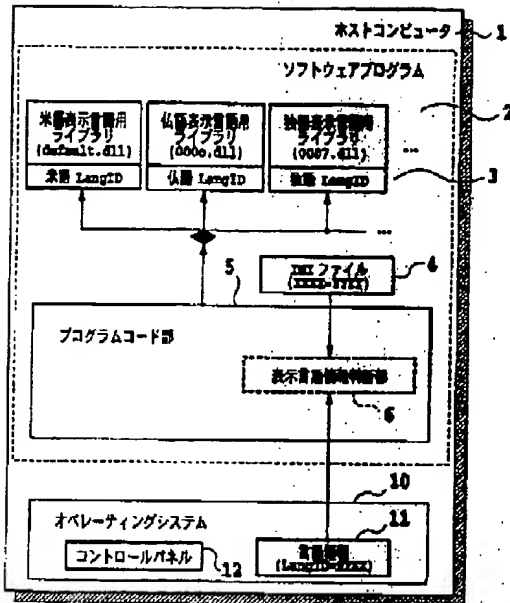 ホストコンピュータ 1
ソフトウェアプログラム
2
米語表示言語用 ライブラリ (default.dll)
米語 LangID
仏語表示言語用 ライブラリ (000c.dll)
仏語 LangID
独語表示言語用 ライブラリ (0007.dll)
独語 LangID
...
3
...
5
INI ファイル
4
プログラムコード部
表示言語情報判断部
6
10
オペレーティングシステム
11
コントロールパネル
12
言語情報